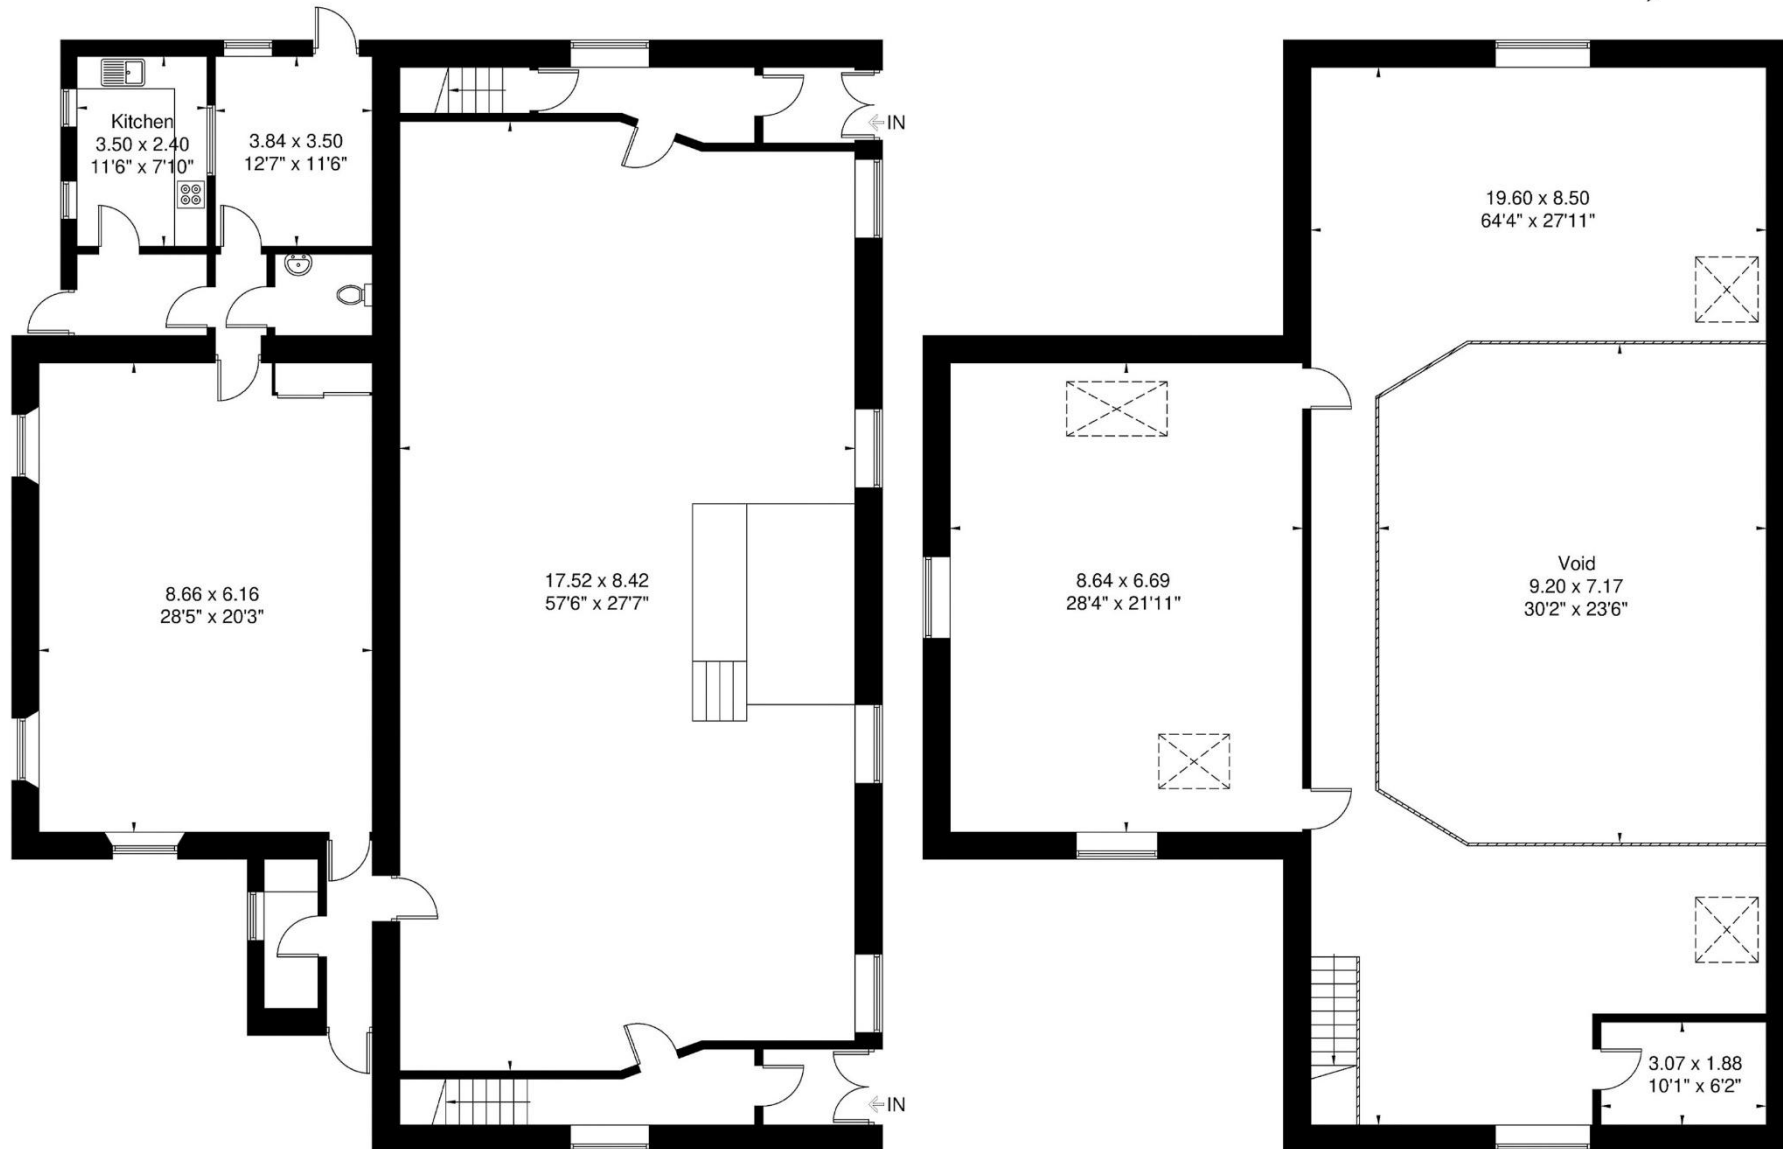 Kitchen
3.50 x 2.40
11'6" x 7'10"
3.84 x 3.50
12'7" x 11'6"
IN
8.66 x 6.16
28'5" x 20'3"
17.52 x 8.42
57'6" x 27'7"
IN
19.60 x 8.50
64'4" x 27'11"
8.64 x 6.69
28'4" x 21'11"
Void
9.20 x 7.17
30'2" x 23'6"
3.07 x 1.88
10'1" x 6'2"